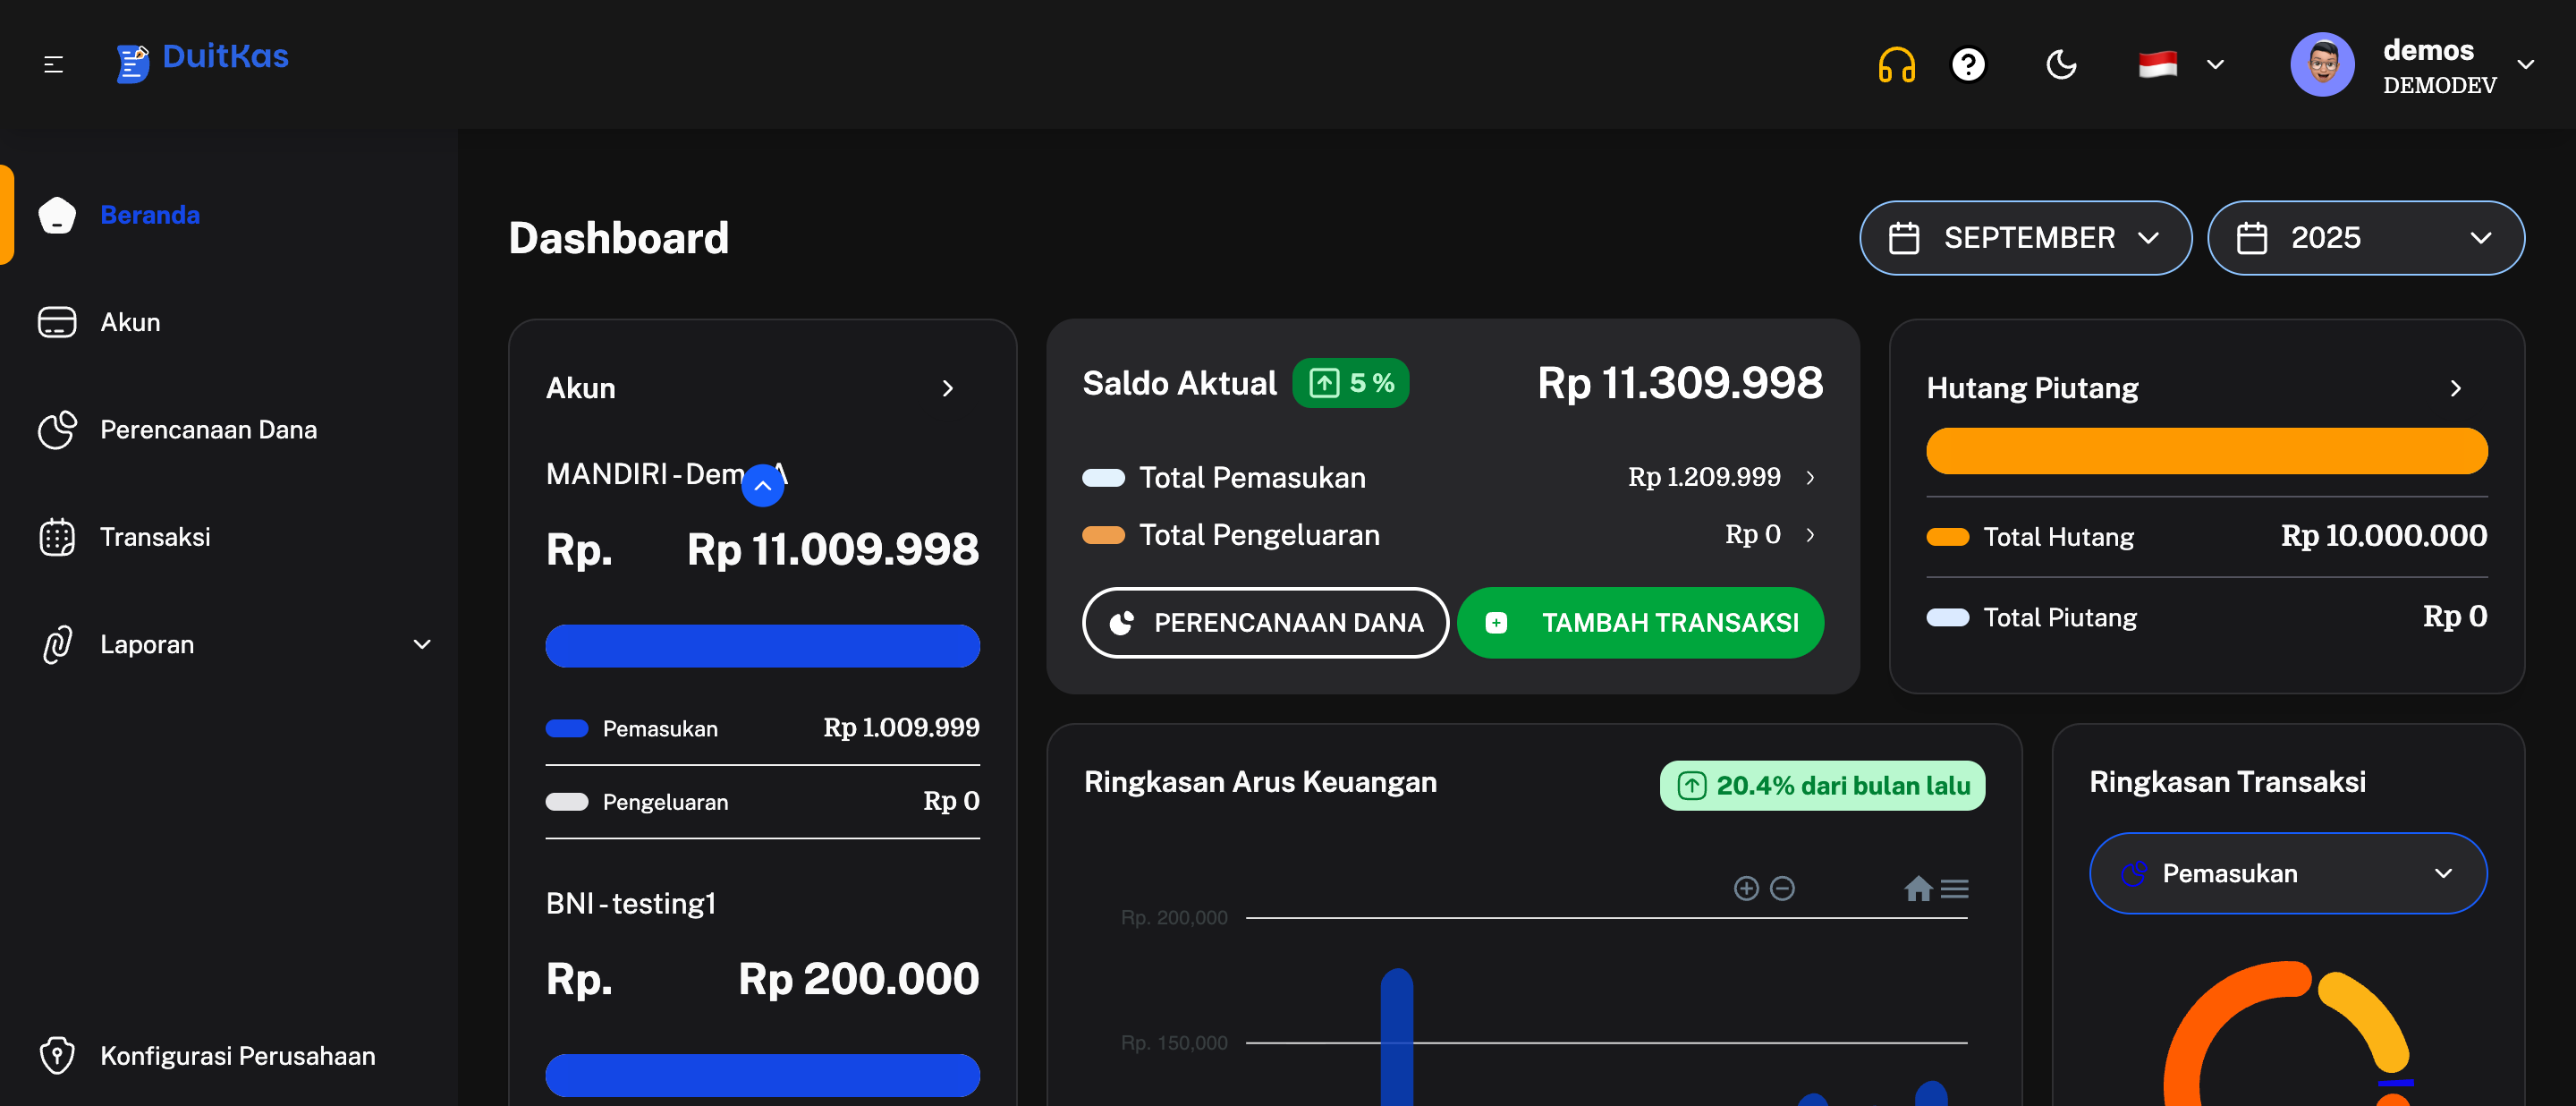 DuitKas
demos
DEMODEV
Beranda
Akun
Perencanaan Dana
Transaksi
Laporan
Konfigurasi Perusahaan
Dashboard
SEPTEMBER
2025
Akun
MANDIRI - Dem A
Rp. Rp 11.009.998
Pemasukan Rp 1.009.999
Pengeluaran Rp 0
BNI - testing1
Rp. Rp 200.000
Saldo Aktual 5 % Rp 11.309.998
Total Pemasukan Rp 1.209.999
Total Pengeluaran Rp 0
PERENCANAAN DANA
TAMBAH TRANSAKSI
Hutang Piutang
Total Hutang Rp 10.000.000
Total Piutang Rp 0
Ringkasan Arus Keuangan
20.4% dari bulan lalu
Rp. 200,000
Rp. 150,000
Ringkasan Transaksi
Pemasukan